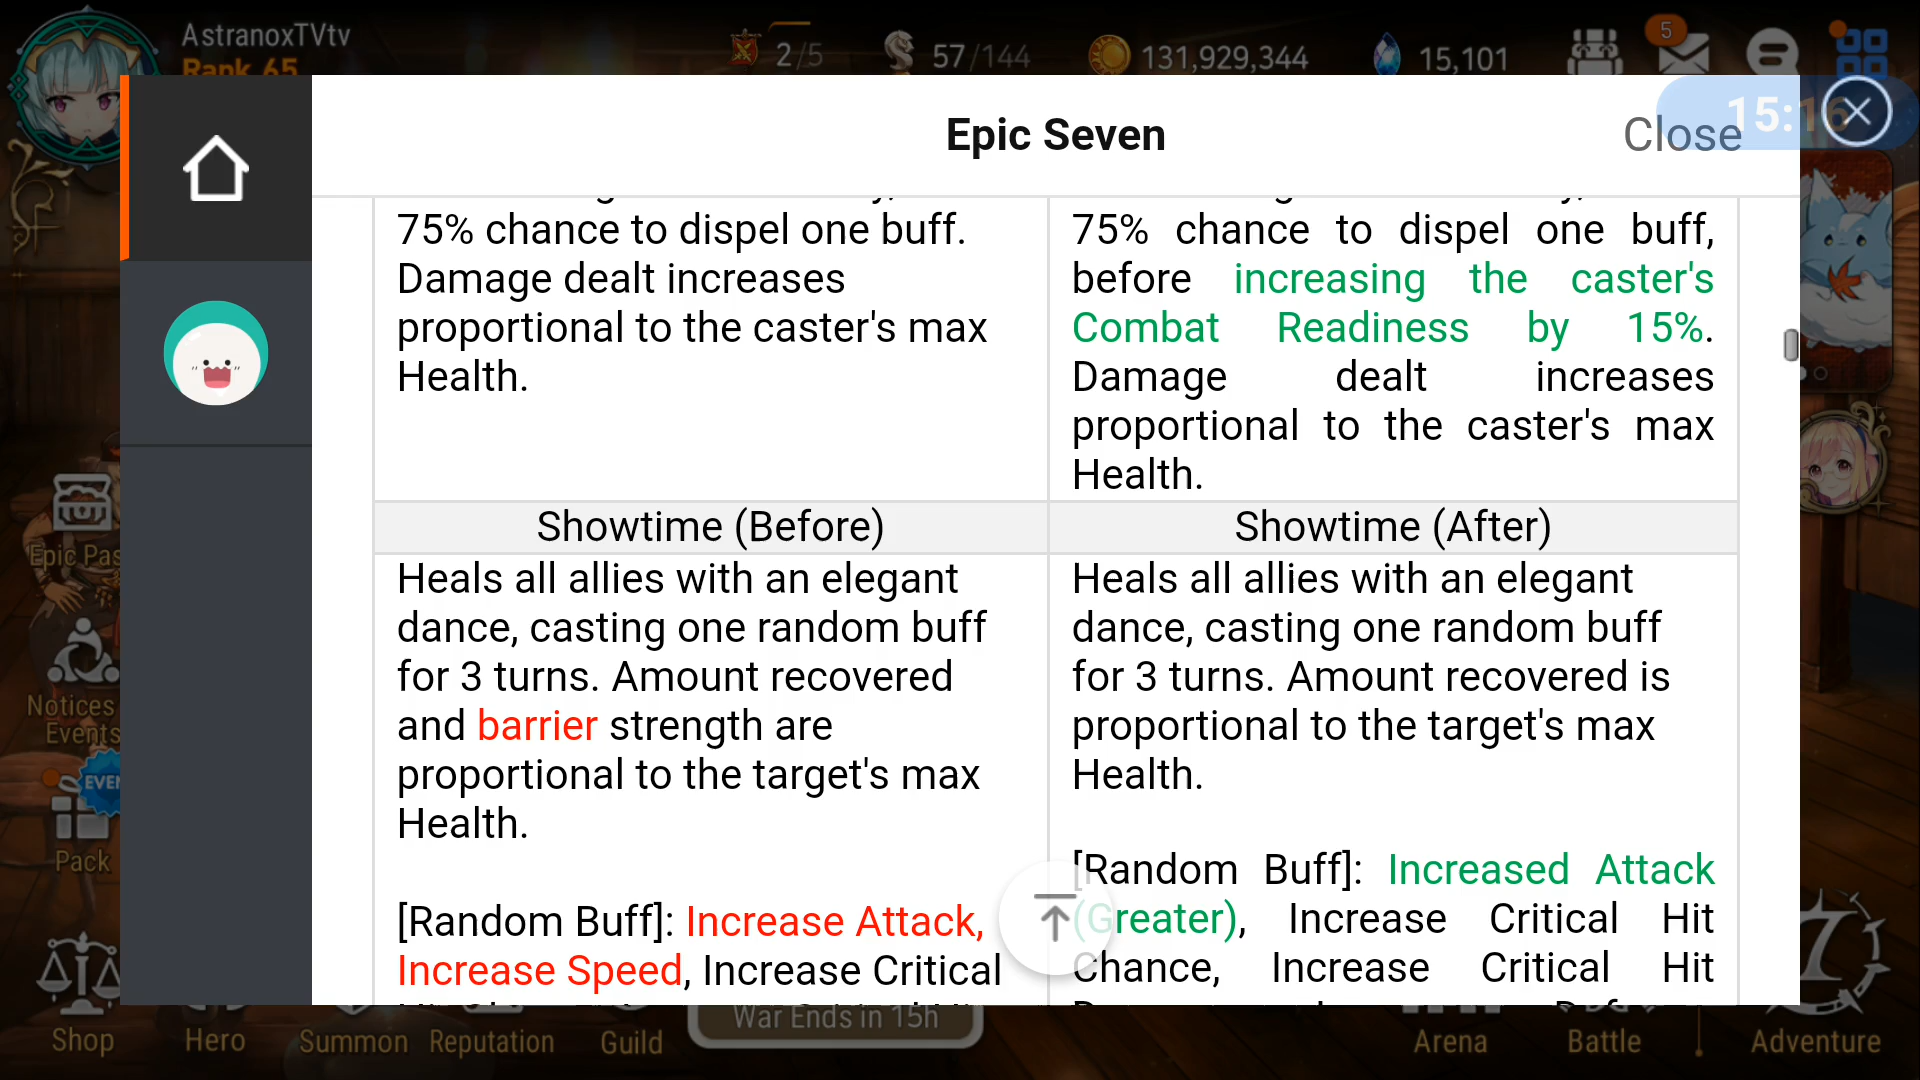 AstranoxTVtv
Rank 65
2/5
57/144
131,929,344
15,101
5
15:16
Epic Seven
Close
75% chance to dispel one buff.
Damage dealt increases
proportional to the caster's max
Health.
75% chance to dispel one buff,
before increasing the caster's
Combat Readiness by 15%.
Damage dealt increases
proportional to the caster's max
Health.
Showtime (Before)
Showtime (After)
Heals all allies with an elegant
dance, casting one random buff
for 3 turns. Amount recovered
and barrier strength are
proportional to the target's max
Health.
[Random Buff]: Increase Attack,
Increase Speed, Increase Critical
Heals all allies with an elegant
dance, casting one random buff
for 3 turns. Amount recovered is
proportional to the target's max
Health.
[Random Buff]: Increased Attack
(Greater), Increase Critical Hit
Chance, Increase Critical Hit
Epic Pas
Notices
Events
EVEN
Pack
Shop
Hero
Summon
Reputation
Guild
War Ends in 15h
Arena
Battle
Adventure